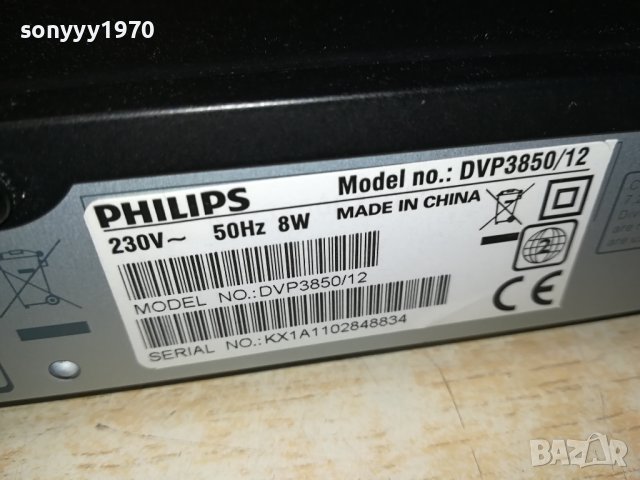 sonyyy1970
PHILIPS
Model no.: DVP3850/12
230V~ 50Hz 8W
MADE IN CHINA
2
MODEL NO.:DVP3850/12
CE
SERIAL NO.:KX1A1102848834
BAZAR